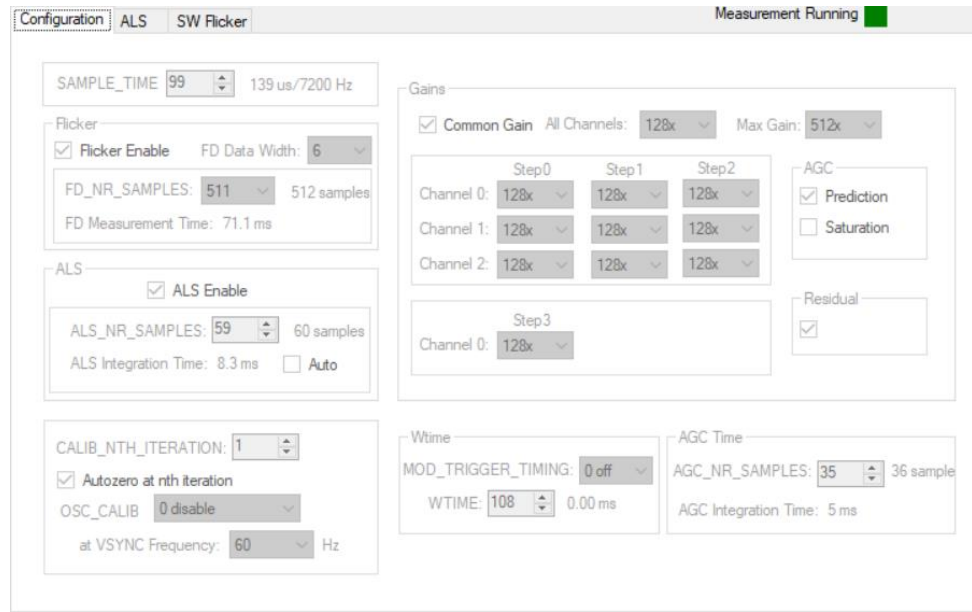 Configuration ALS SW Flicker Measurement Running
SAMPLE_TIME 99 139 us/7200 Hz
Flicker
Flicker Enable FD Data Width: 6
FD_NR_SAMPLES: 511 512 samples
FD Measurement Time: 71.1 ms
ALS
ALS Enable
ALS_NR_SAMPLES: 59 60 samples
ALS Integration Time: 8.3 ms Auto
CALIB_NTH_ITERATION: 1
Autozero at nth iteration
OSC_CALIB 0 disable
at VSYNC Frequency: 60 Hz
Gains
Common Gain All Channels: 128x Max Gain: 512x
Step0 Step1 Step2
Channel 0: 128x 128x 128x
Channel 1: 128x 128x 128x
Channel 2: 128x 128x 128x
Step3
Channel 0: 128x
AGC
Prediction
Saturation
Residual
Wtime
MOD_TRIGGER_TIMING: 0 off
WTIME: 108 0.00 ms
AGC Time
AGC_NR_SAMPLES: 35 36 sample
AGC Integration Time: 5 ms